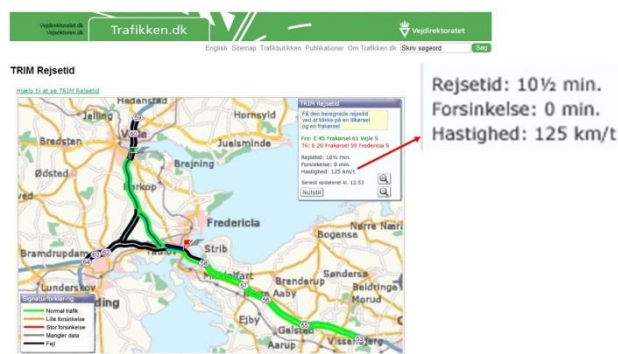 Vejdirektoratet.dk
Vejsektoren.dk
Trafikken.dk
Vejdirektoratet
English Sitemap Trafikbutikken Publikationer Om Trafikken.dk Skriv søgeord Søg
TRIM Rejsetid
Hjælp til at se TRIM Rejsetid
TRIM Rejsetid
Få den beregnede rejsetid
ved at klikke på en tilkørsel
og en frakørsel
Fra: E 45 Frakørsel 61 Vejle S
Til: E 20 Frakørsel 59 Fredericia S
Rejsetid: 10½ min.
Forsinkelse: 0 min.
Hastighed: 125 km/t
Senest opdateret kl. 12:53
Nulstil
Rejsetid: 10½ min.
Forsinkelse: 0 min.
Hastighed: 125 km/t
Hedensted
Hornsyld
Jelling
Vejle
Bredsten
Juelsminde
Brejning
Ødsted
Fredericia
Nørre
Bogense
Strib
Bramdrupdam
Søndersø
Brenderup
Lunderskov
Aaby
Morud
Ejby
Gelsted
Aarup
Vissenbjerg
Signaturforklaring
Normal trafik
Lille forsinkelse
Stor forsinkelse
Mangler data
Fejl